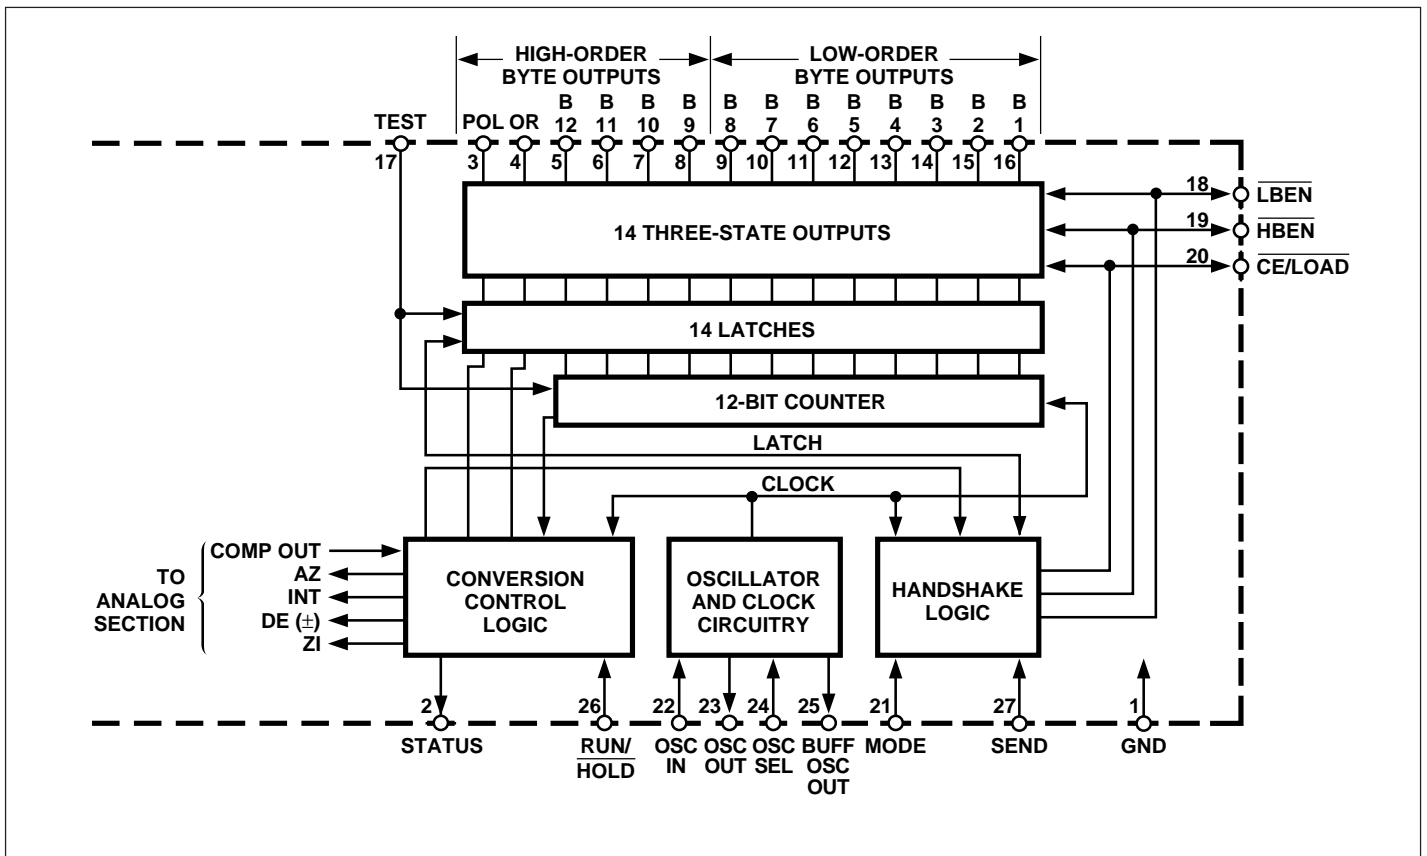 HIGH-ORDER
BYTE OUTPUTS
LOW-ORDER
BYTE OUTPUTS
TEST
POL OR
B B B B B B B B B B B B
12 11 10 9 8 7 6 5 4 3 2 1
17 3 4 5 6 7 8 9 10 11 12 13 14 15 16
14 THREE-STATE OUTPUTS
18 LBEN
19 HBEN
20 CE/LOAD
14 LATCHES
12-BIT COUNTER
LATCH
CLOCK
TO
ANALOG
SECTION
COMP OUT
AZ
INT
DE (±)
ZI
CONVERSION
CONTROL
LOGIC
OSCILLATOR
AND CLOCK
CIRCUITRY
HANDSHAKE
LOGIC
2 26 22 23 24 25 21 27 1
STATUS
RUN/
HOLD
OSC
IN
OSC
OUT
OSC
SEL
BUFF
OSC
OUT
MODE
SEND
GND